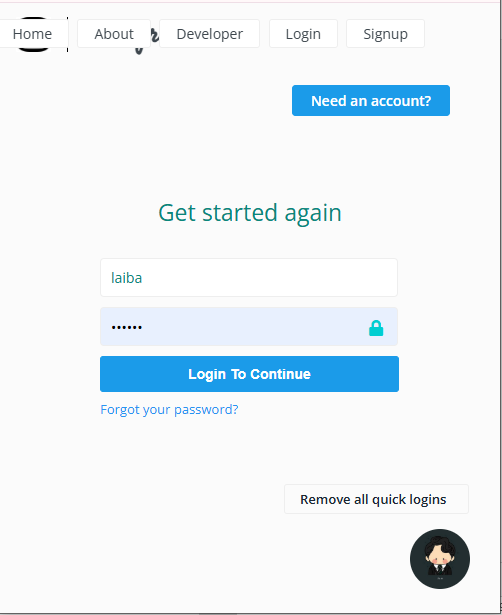 Home About Developer Login Signup
Need an account?
Get started again
laiba
••••••
Login To Continue
Forgot your password?
Remove all quick logins